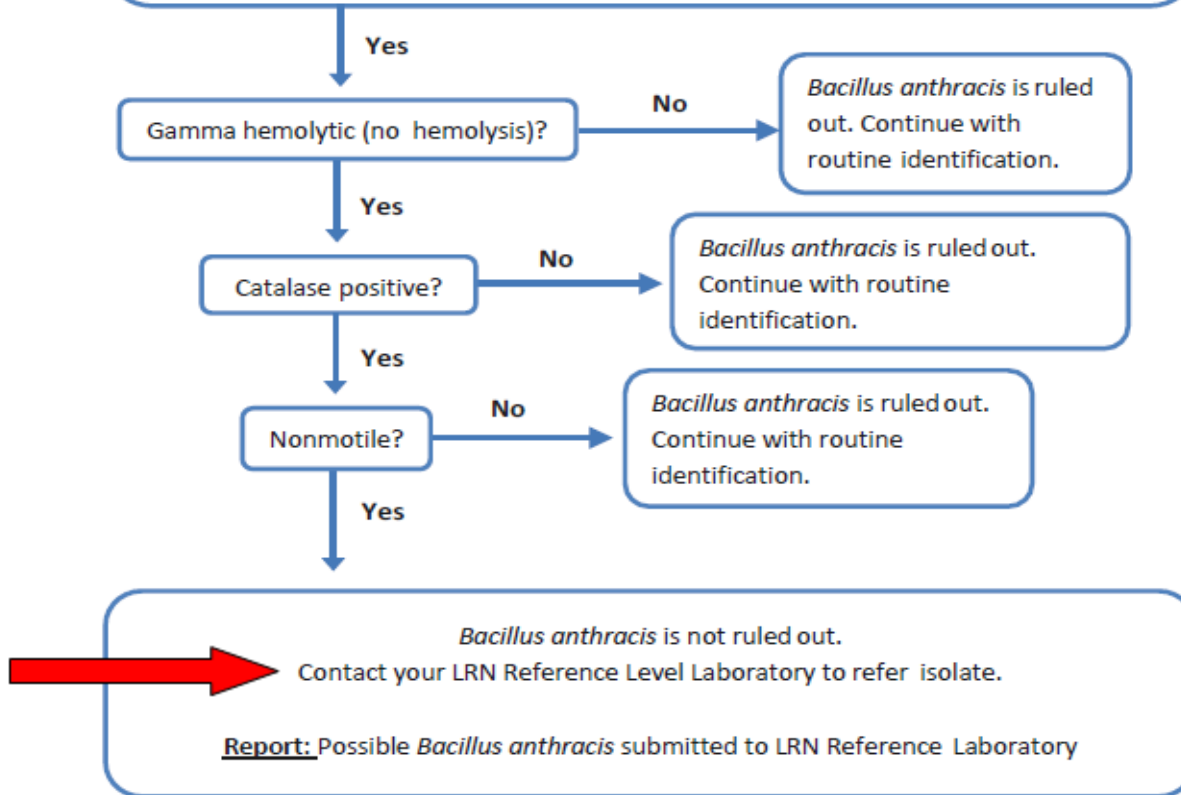 Yes
Gamma hemolytic (no hemolysis)?
No
Bacillus anthracis is ruled
out. Continue with
routine identification.
Yes
Catalase positive?
No
Bacillus anthracis is ruled out.
Continue with routine
identification.
Yes
Nonmotile?
No
Bacillus anthracis is ruled out.
Continue with routine
identification.
Yes
Bacillus anthracis is not ruled out.
Contact your LRN Reference Level Laboratory to refer isolate.
Report: Possible Bacillus anthracis submitted to LRN Reference Laboratory